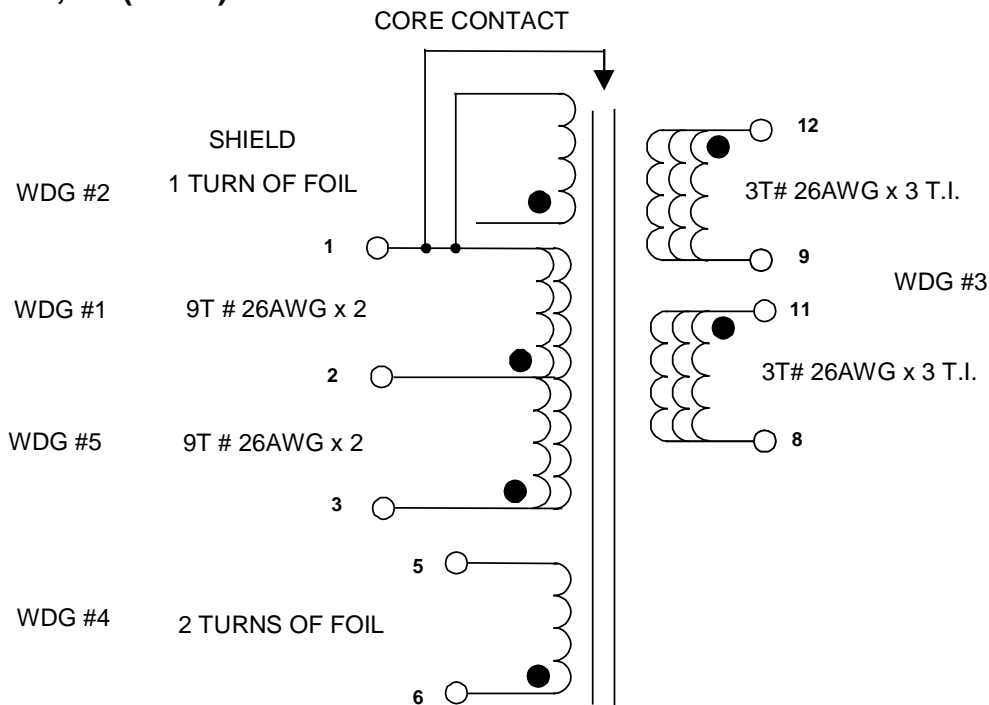 CORE CONTACT
SHIELD
1 TURN OF FOIL
WDG #2
1
WDG #1
9T # 26AWG x 2
2
WDG #5
9T # 26AWG x 2
3
5
WDG #4
2 TURNS OF FOIL
6
12
3T# 26AWG x 3 T.I.
9
WDG #3
11
3T# 26AWG x 3 T.I.
8